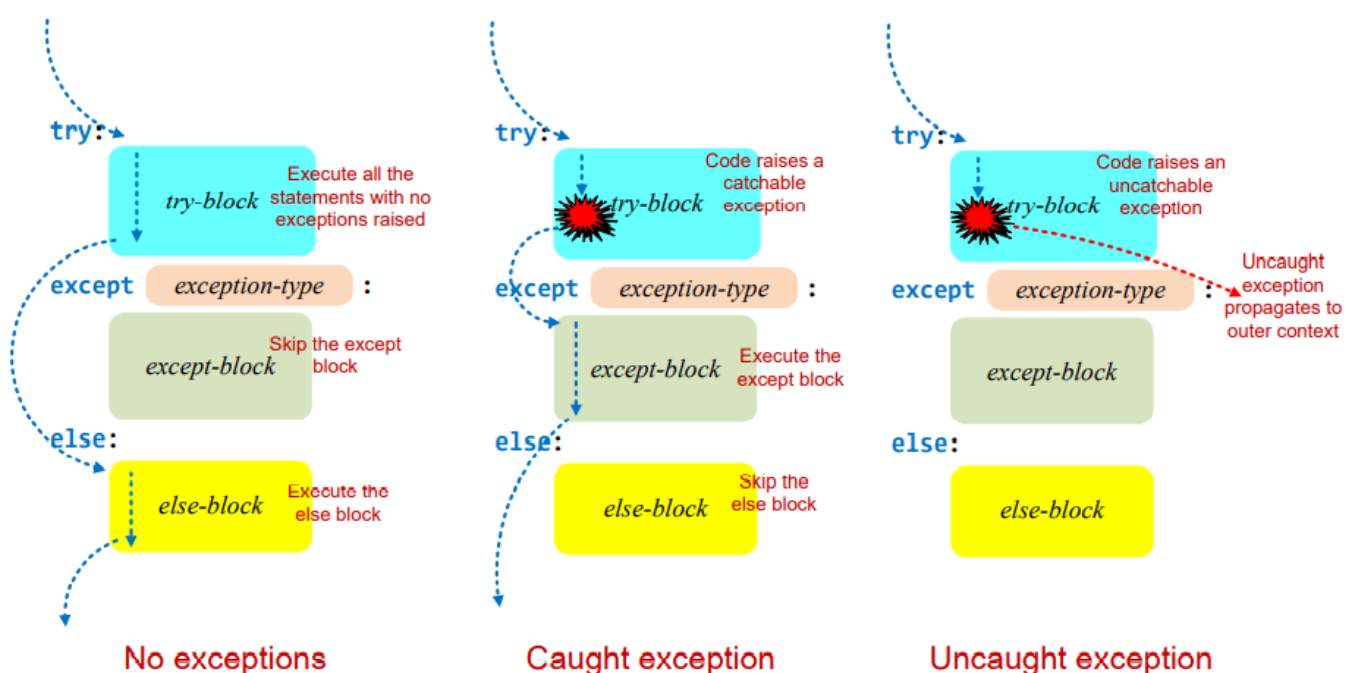 try:
try-block
Execute all the
statements with no
exceptions raised
except exception-type :
except-block
Skip the except
block
else:
else-block
Execute the
else block
No exceptions
try:
try-block
Code raises a
catchable
exception
except exception-type :
except-block
Execute the
except block
else:
else-block
Skip the
else block
Caught exception
try:
try-block
Code raises an
uncatchable
exception
except exception-type :
Uncaught
exception
propagates to
outer context
except-block
else:
else-block
Uncaught exception